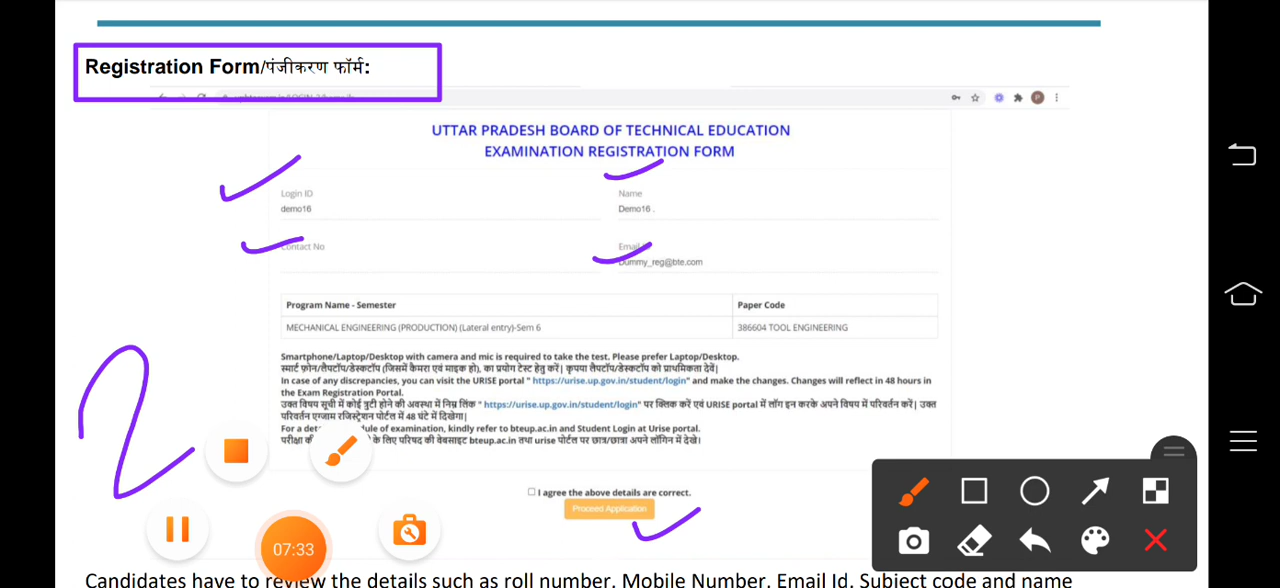 Registration Form/पंजीकरण फॉर्म:
UTTAR PRADESH BOARD OF TECHNICAL EDUCATION
EXAMINATION REGISTRATION FORM
Login ID
demo16
Name
Demo16 .
Contact No
Email
Dummy_reg@bte.com
Program Name - Semester Paper Code
MECHANICAL ENGINEERING (PRODUCTION) (Lateral entry)-Sem 6 386604 TOOL ENGINEERING
Smartphone/Laptop/Desktop with camera and mic is required to take the test. Please prefer Laptop/Desktop.
स्मार्ट फ़ोन/लैपटॉप/डेस्कटॉप (जिसमें कैमरा एवं माइक हो), का प्रयोग टेस्ट हेतु करें| कृपया लैपटॉप/डेस्कटॉप को प्राथमिकता देवें|
In case of any discrepancies, you can visit the URISE portal " https://urise.up.gov.in/student/login" and make the changes. Changes will reflect in 48 hours in
the Exam Registration Portal.
उक्त विषय सूची में कोई त्रुटी होने की अवस्था में निम्न लिंक " https://urise.up.gov.in/student/login" पर क्लिक करें एवं URISE portal में लॉग इन करके अपने विषय में परिवर्तन करें| उक्त
परिवर्तन एग्जाम रजिस्ट्रेशन पोर्टल में 48 घंटे में दिखेगा|
For a dule of examination, kindly refer to bteup.ac.in and Student Login at Urise portal.
परीक्षा की के लिए परिषद की वेबसाइट bteup.ac.in तथा urise पोर्टल पर छात्र/छात्रा अपने लॉगिन में देखे|
I agree the above details are correct.
Proceed Application
2
07:33
Candidates have to review the details such as roll number, Mobile Number, Email Id, Subject code and name